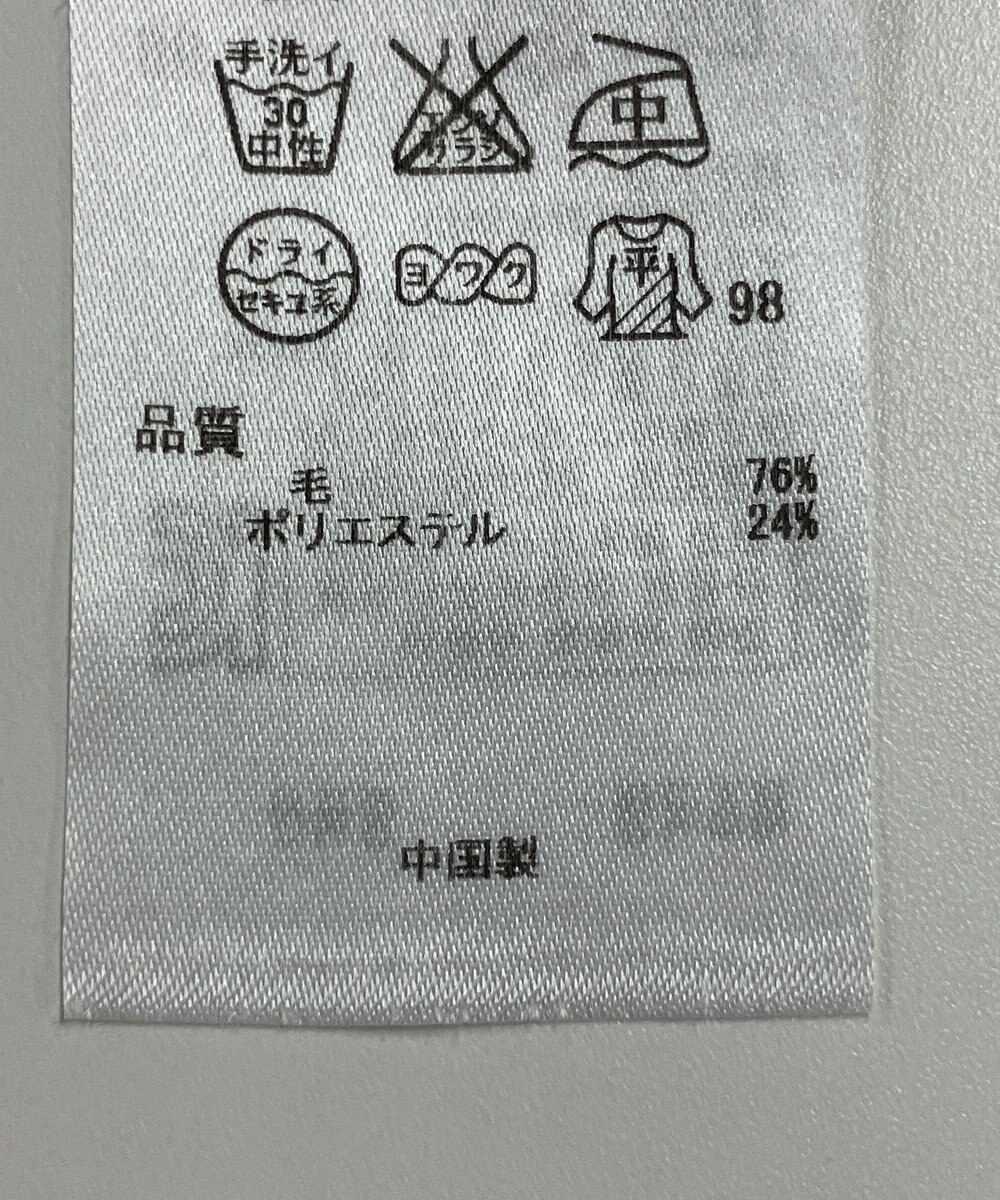 手洗イ
30
中性
エンソ
サラシ
中
ドライ
セキユ系
ヨワク
平
98
品質
毛 76%
ポリエステル 24%
中国製